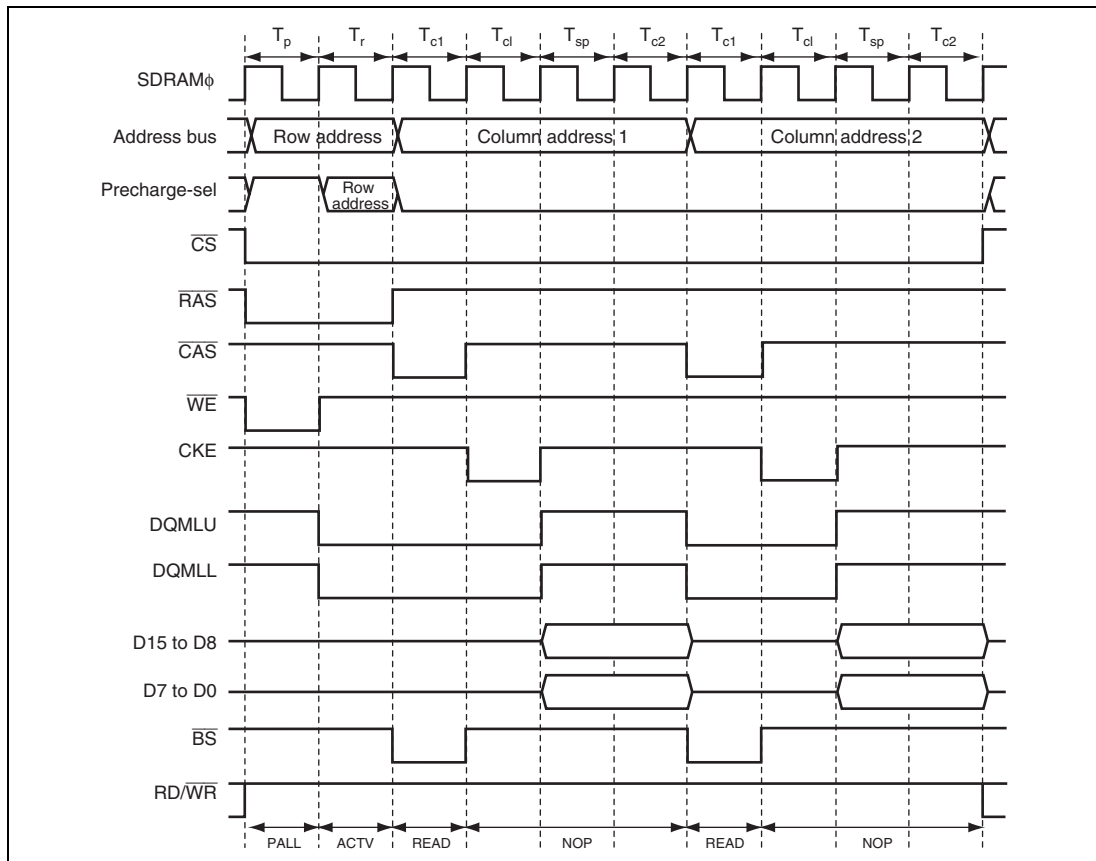 Tp Tr Tc1 Tcl Tsp Tc2 Tc1 Tcl Tsp Tc2
SDRAMϕ
Address bus Row address Column address 1 Column address 2
Precharge-sel Row address
CS
RAS
CAS
WE
CKE
DQMLU
DQMLL
D15 to D8
D7 to D0
BS
RD/WR
PALL ACTV READ NOP READ NOP